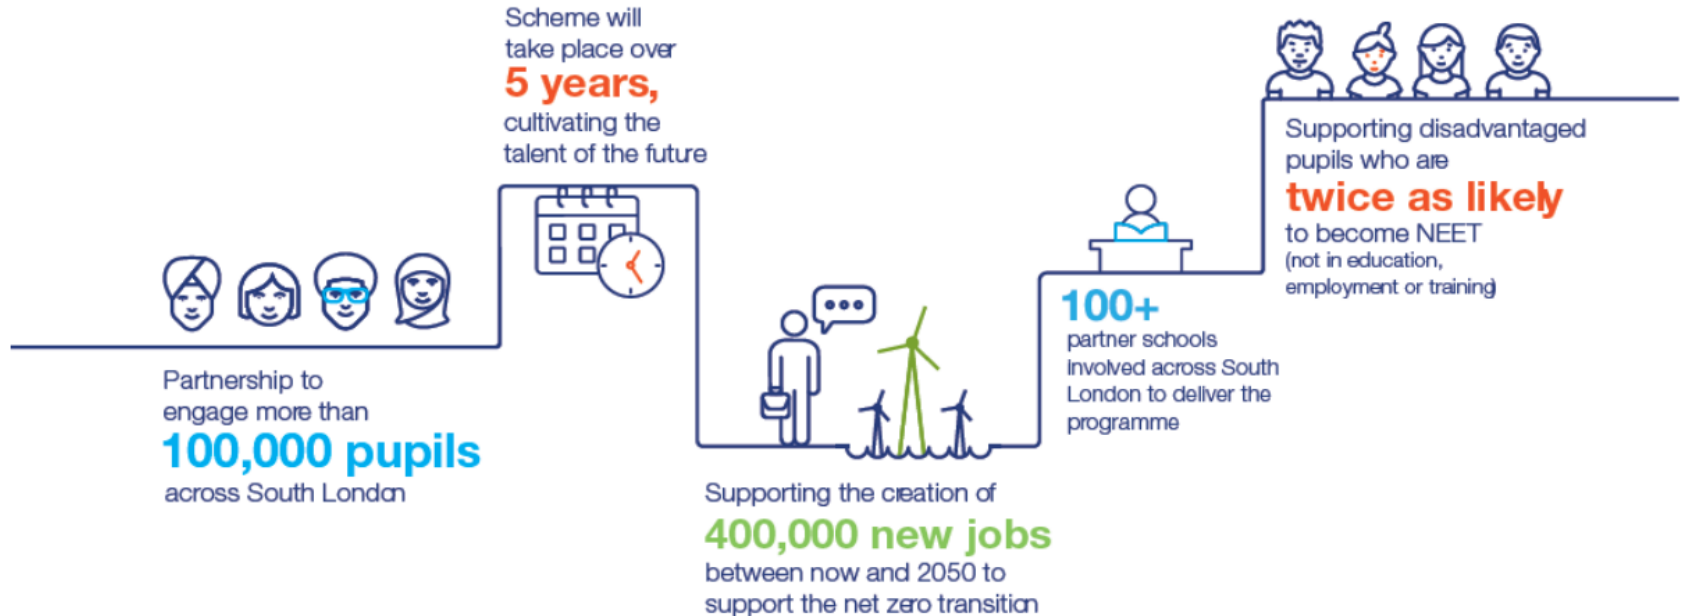 Partnership to
engage more than
100,000 pupils
across South London
Scheme will
take place over
5 years,
cultivating the
talent of the future
Supporting the creation of
400,000 new jobs
between now and 2050 to
support the net zero transition
100+
partner schools
involved across South
London to deliver the
programme
Supporting disadvantaged
pupils who are
twice as likely
to become NEET
(not in education,
employment or training)